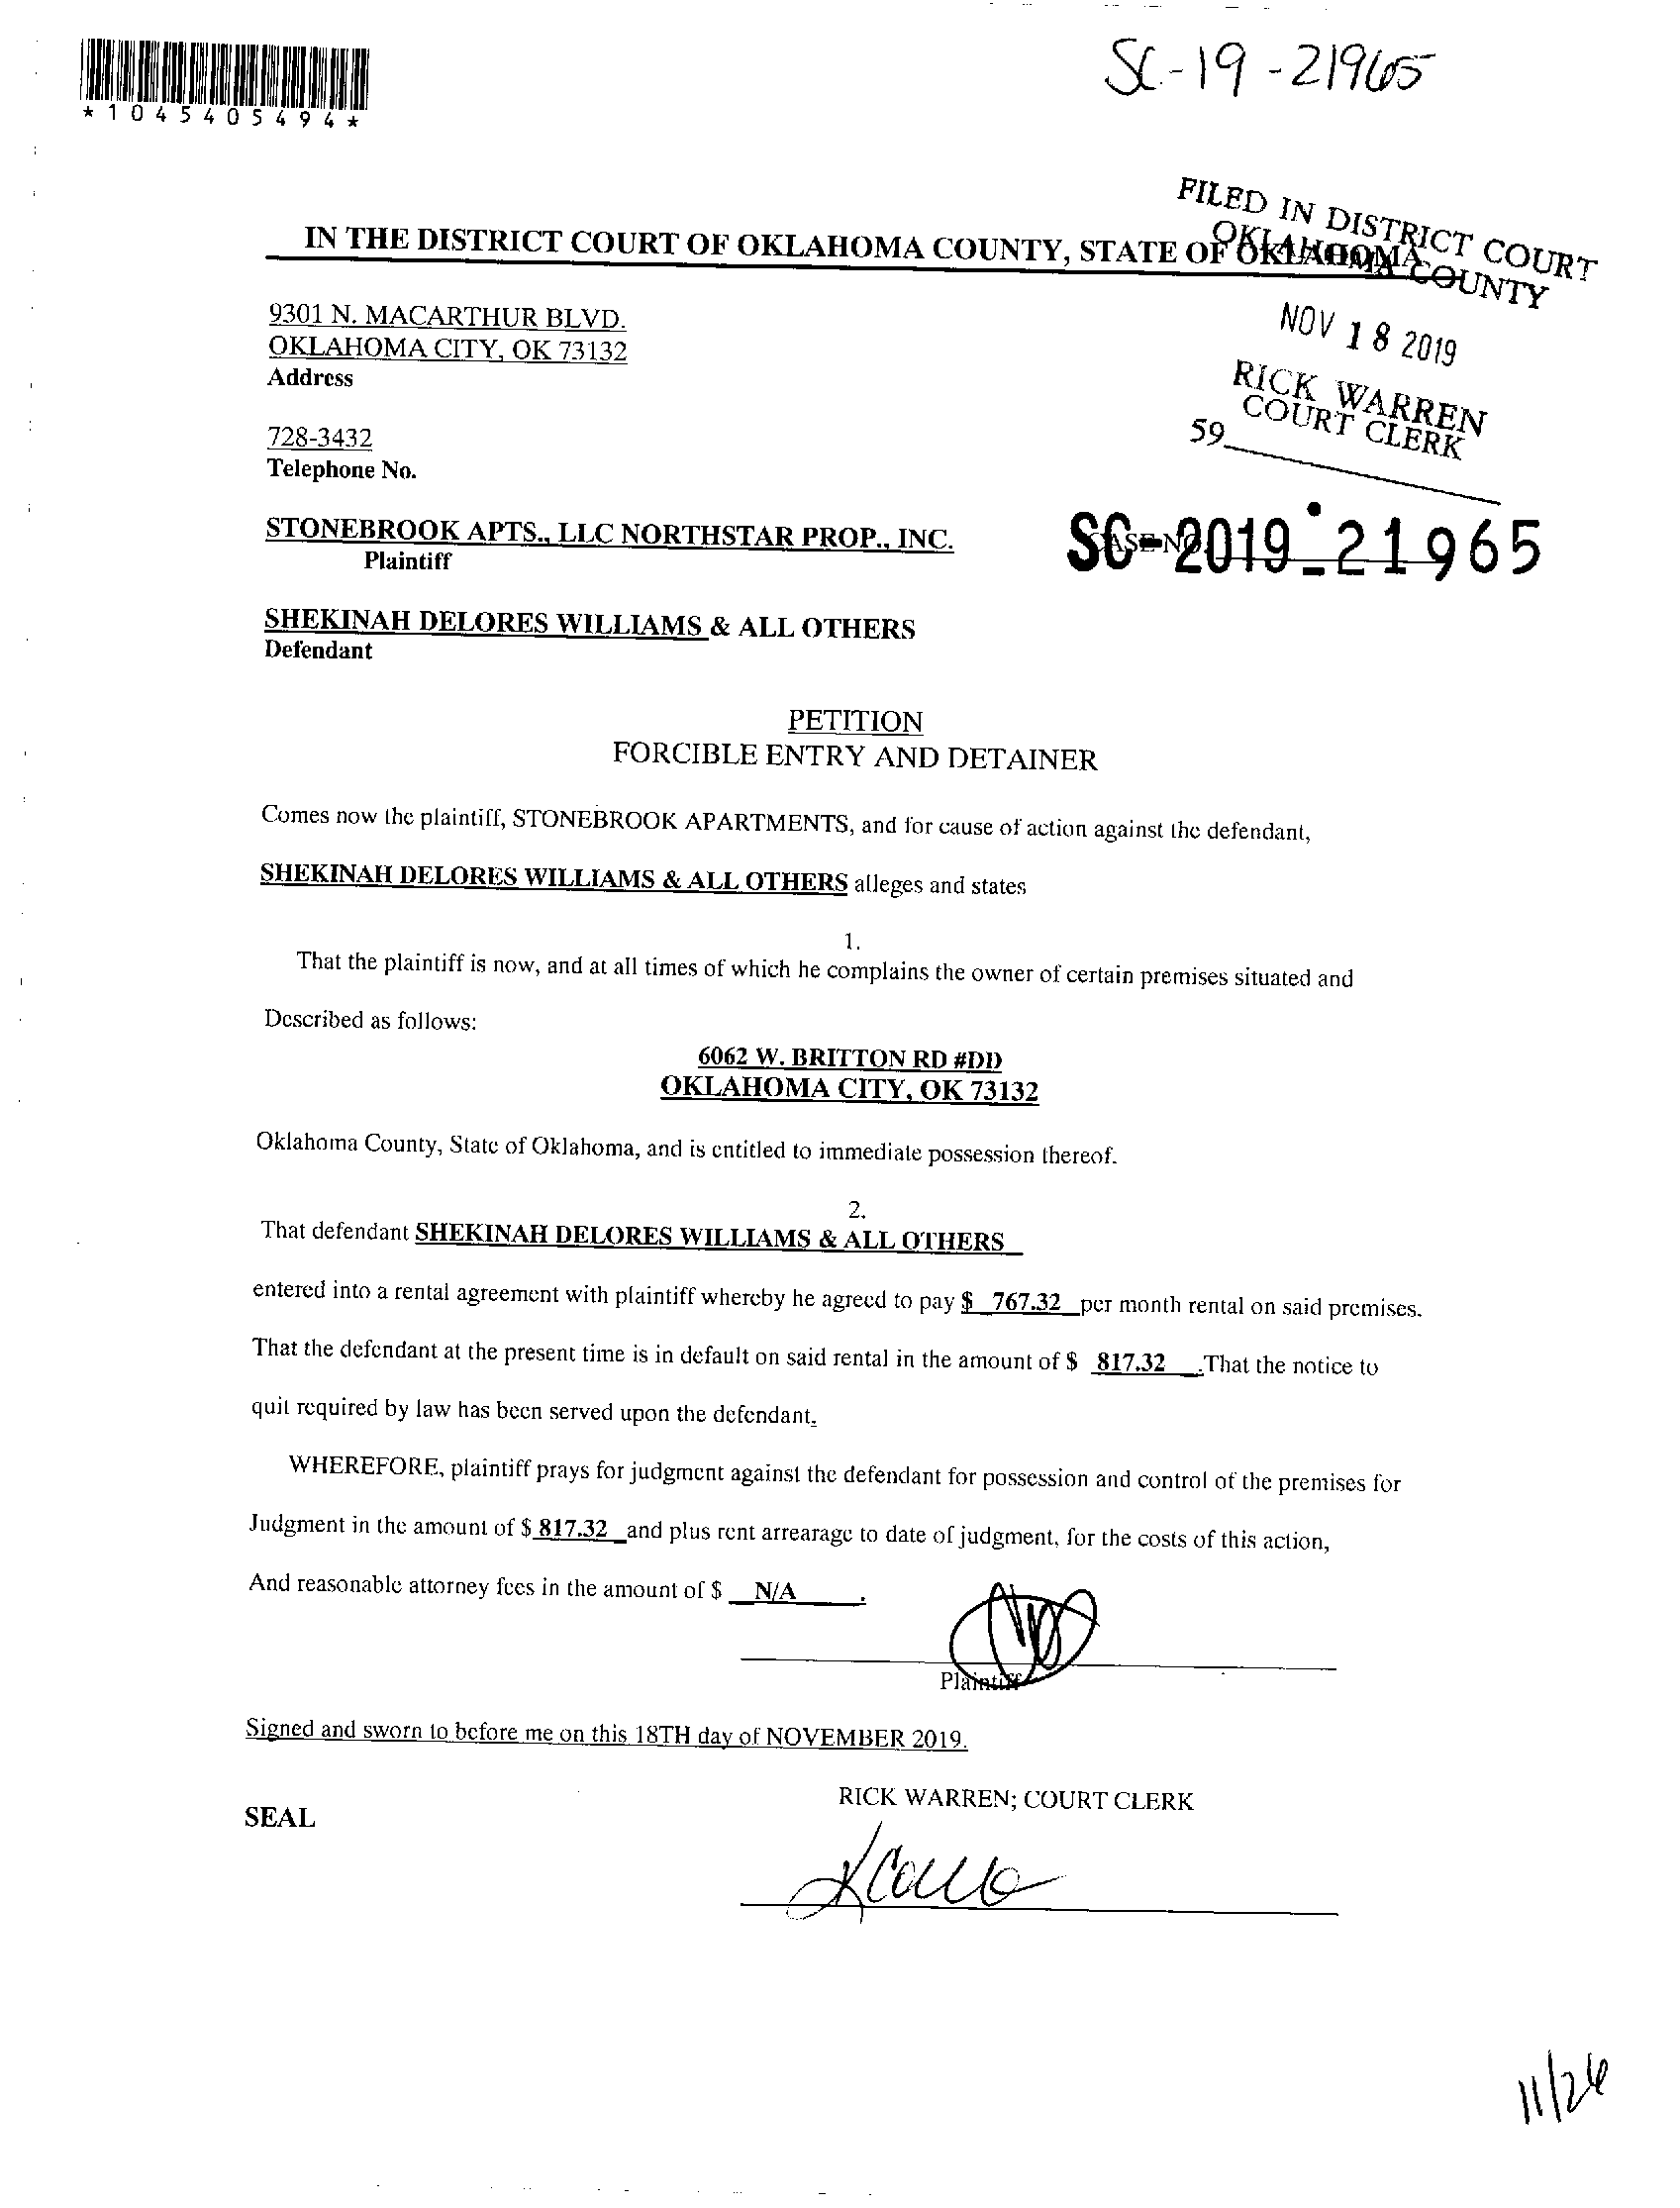 SC-19-21965
*1045405494*
FILED IN DISTRICT COURT
OKLAHOMA COUNTY
IN THE DISTRICT COURT OF OKLAHOMA COUNTY, STATE OF OKLAHOMA
NOV 18 2019
RICK WARREN
COURT CLERK
59
9301 N. MACARTHUR BLVD.
OKLAHOMA CITY, OK 73132
Address
728-3432
Telephone No.
STONEBROOK APTS., LLC NORTHSTAR PROP., INC.
Plaintiff
CASE NO.
SC-2019-21965
SHEKINAH DELORES WILLIAMS & ALL OTHERS
Defendant
PETITION
FORCIBLE ENTRY AND DETAINER
Comes now the plaintiff, STONEBROOK APARTMENTS, and for cause of action against the defendant,
SHEKINAH DELORES WILLIAMS & ALL OTHERS alleges and states
1.
That the plaintiff is now, and at all times of which he complains the owner of certain premises situated and
Described as follows:
6062 W. BRITTON RD #DD
OKLAHOMA CITY, OK 73132
Oklahoma County, State of Oklahoma, and is entitled to immediate possession thereof.
2.
That defendant SHEKINAH DELORES WILLIAMS & ALL OTHERS
entered into a rental agreement with plaintiff whereby he agreed to pay $ 767.32 per month rental on said premises.
That the defendant at the present time is in default on said rental in the amount of $ 817.32 .That the notice to
quit required by law has been served upon the defendant.
WHEREFORE, plaintiff prays for judgment against the defendant for possession and control of the premises for
Judgment in the amount of $ 817.32 and plus rent arrearage to date of judgment, for the costs of this action,
And reasonable attorney fees in the amount of $ N/A .
Plaintiff
Signed and sworn to before me on this 18TH day of NOVEMBER 2019.
RICK WARREN; COURT CLERK
SEAL
11/26